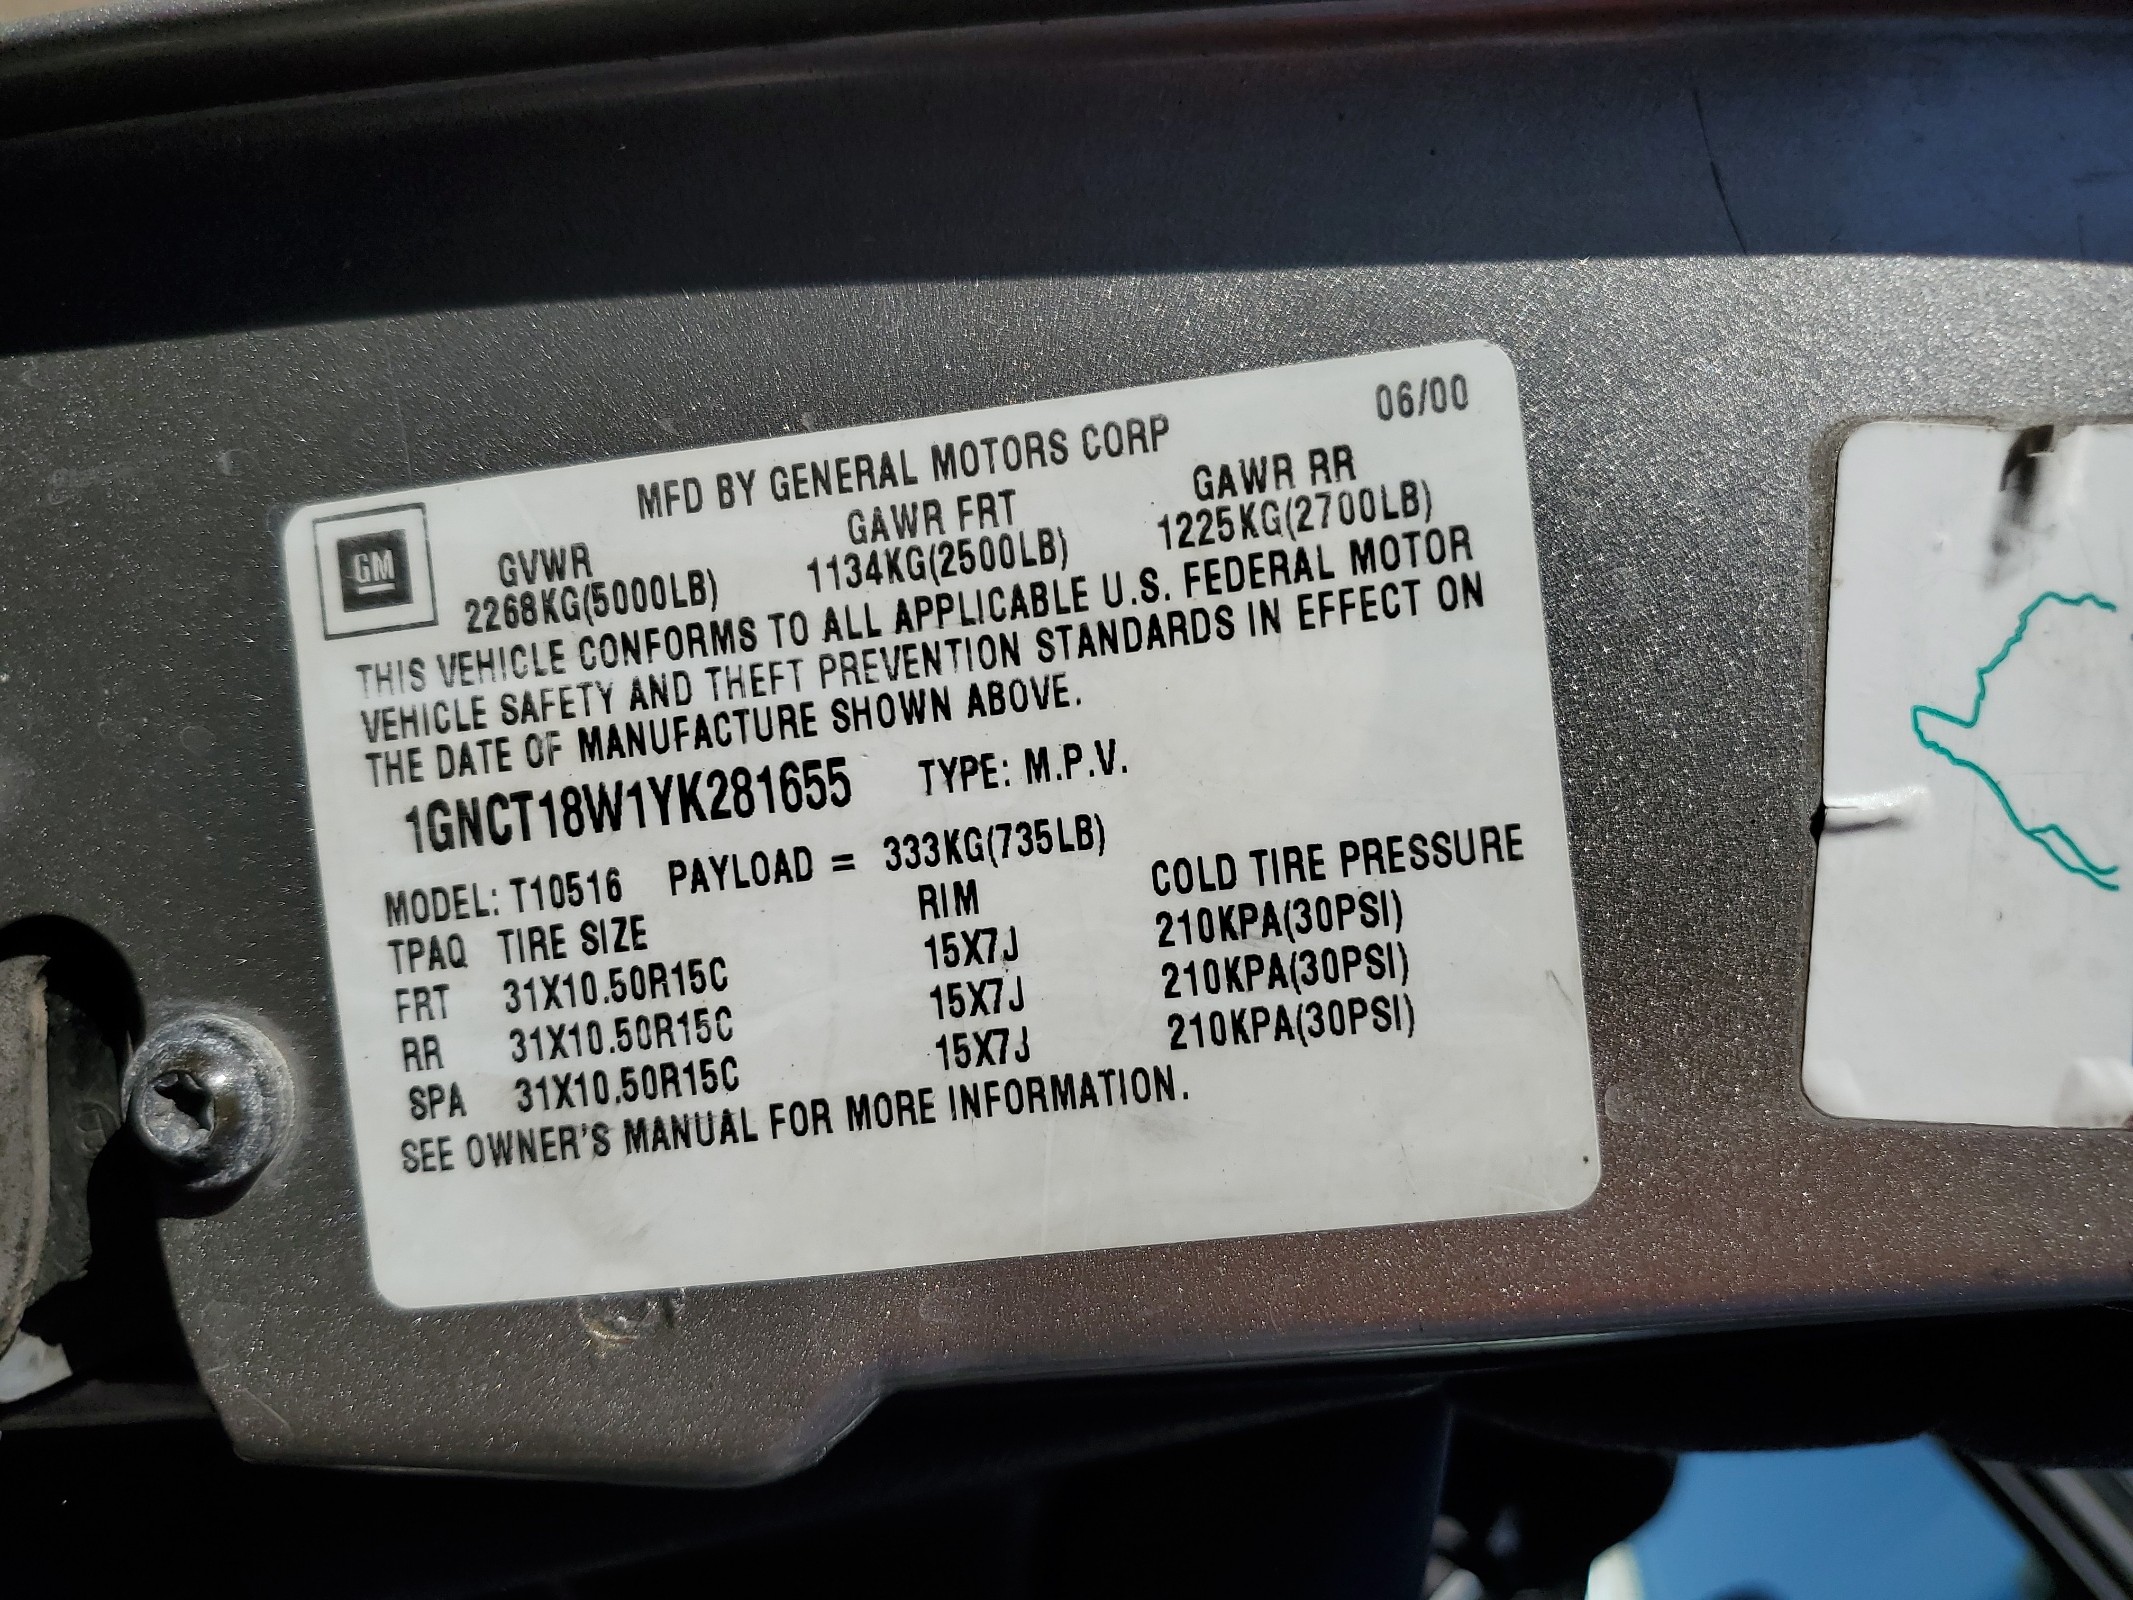 06/00
MFD BY GENERAL MOTORS CORP
GM
GVWR GAWR FRT GAWR RR
2268KG(5000LB) 1134KG(2500LB) 1225KG(2700LB)
THIS VEHICLE CONFORMS TO ALL APPLICABLE U.S. FEDERAL MOTOR
VEHICLE SAFETY AND THEFT PREVENTION STANDARDS IN EFFECT ON
THE DATE OF MANUFACTURE SHOWN ABOVE.
1GNCT18W1YK281655 TYPE: M.P.V.
MODEL: T10516 PAYLOAD = 333KG(735LB)
TPAQ TIRE SIZE RIM COLD TIRE PRESSURE
FRT 31X10.50R15C 15X7J 210KPA(30PSI)
RR 31X10.50R15C 15X7J 210KPA(30PSI)
SPA 31X10.50R15C 15X7J 210KPA(30PSI)
SEE OWNER'S MANUAL FOR MORE INFORMATION.